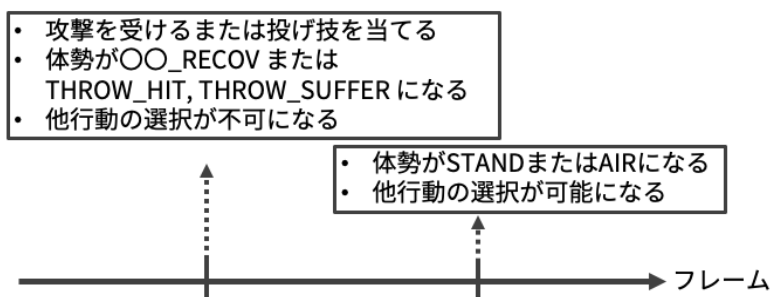 • 攻撃を受けるまたは投げ技を当てる
• 体勢が〇〇_RECOV または
THROW_HIT, THROW_SUFFER になる
• 他行動の選択が不可になる
• 体勢がSTANDまたはAIRになる
• 他行動の選択が可能になる
フレーム